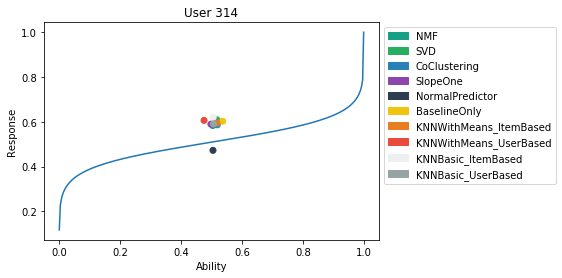 User 314
1.0
0.8
0.6
0.4
0.2
Response
0.0
0.2
0.4
0.6
0.8
1.0
Ability
NMF
SVD
CoClustering
SlopeOne
NormalPredictor
BaselineOnly
KNNWithMeans_ItemBased
KNNWithMeans_UserBased
KNNBasic_ItemBased
KNNBasic_UserBased